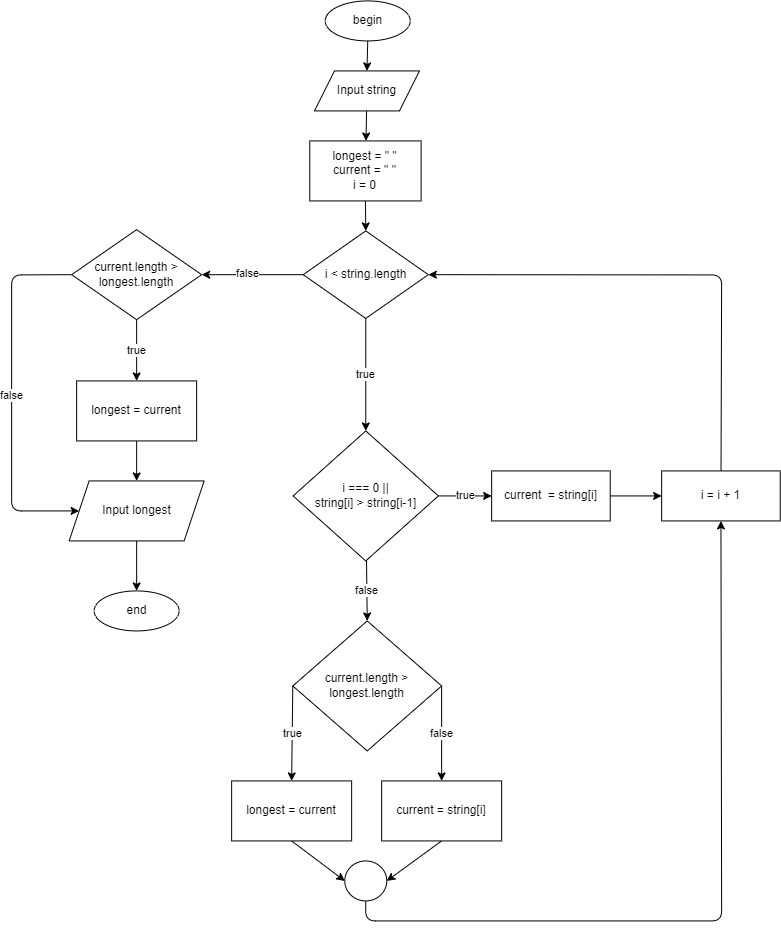 begin
Input string
longest = " "
current = " "
i = 0
i < string.length
false
current.length >
longest.length
true
longest = current
false
Input longest
end
true
i === 0 ||
string[i] > string[i-1]
true
current  = string[i]
i = i + 1
false
current.length >
longest.length
true
false
longest = current
current = string[i]